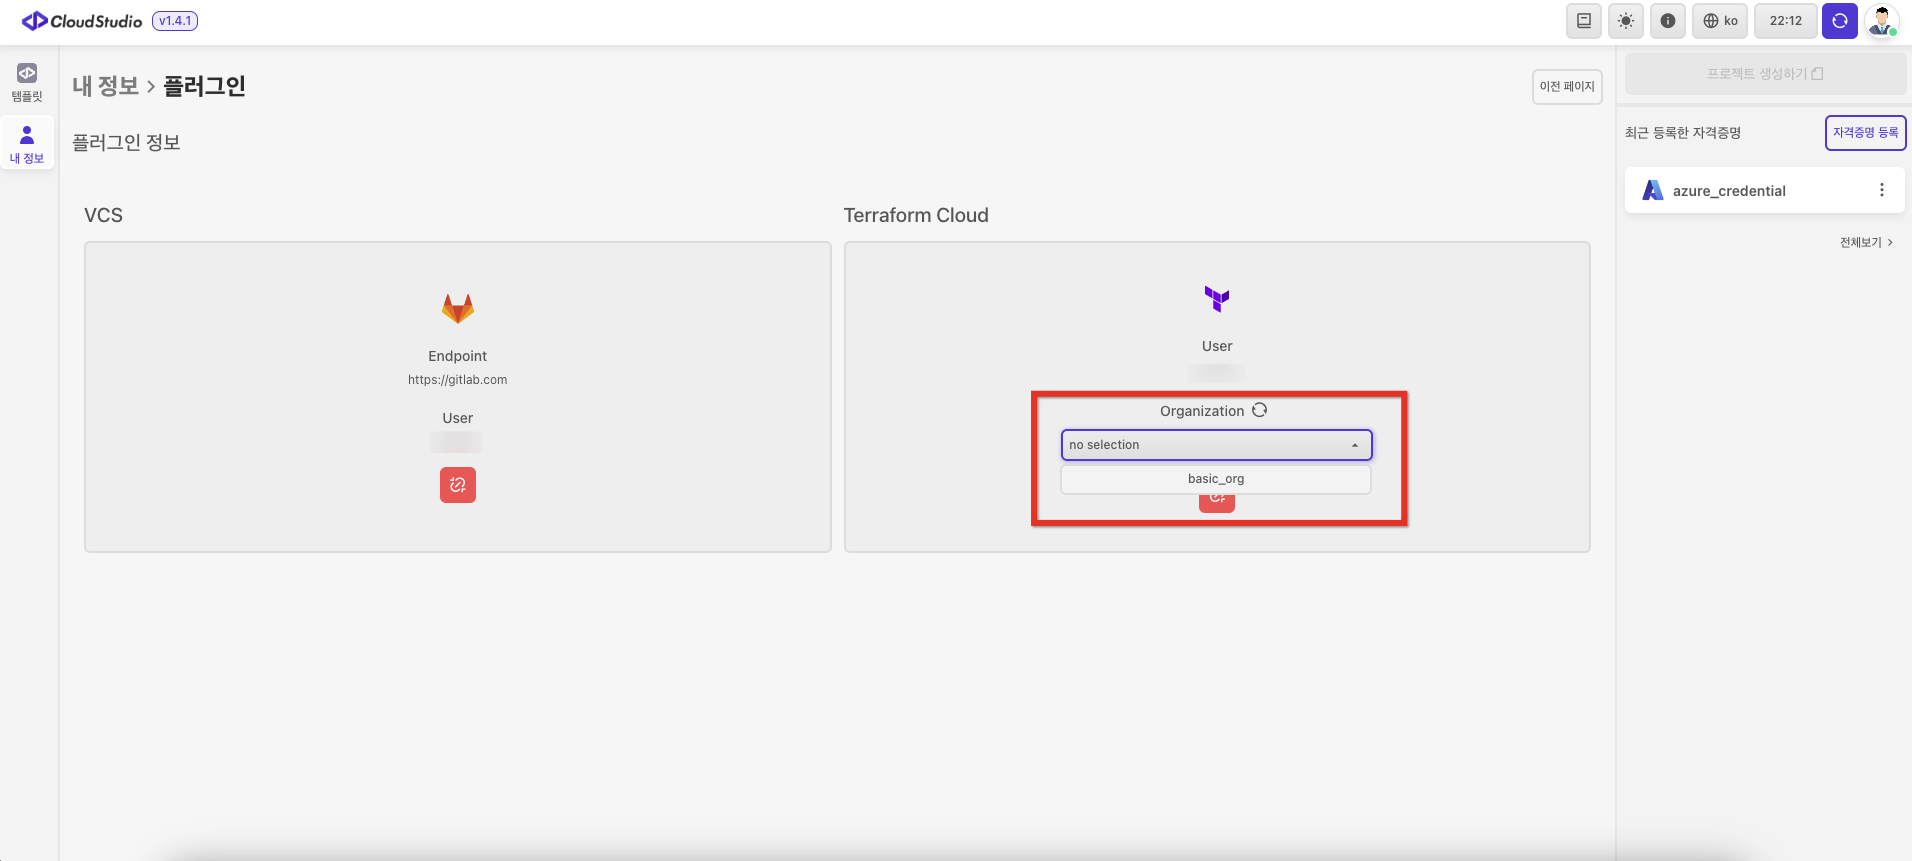 CloudStudio v1.4.1
ko
22:12
템플릿
내 정보
내 정보 > 플러그인
이전 페이지
플러그인 정보
VCS
Endpoint
https://gitlab.com
User
Terraform Cloud
User
Organization
no selection
basic_org
프로젝트 생성하기
최근 등록한 자격증명
자격증명 등록
azure_credential
전체보기 >